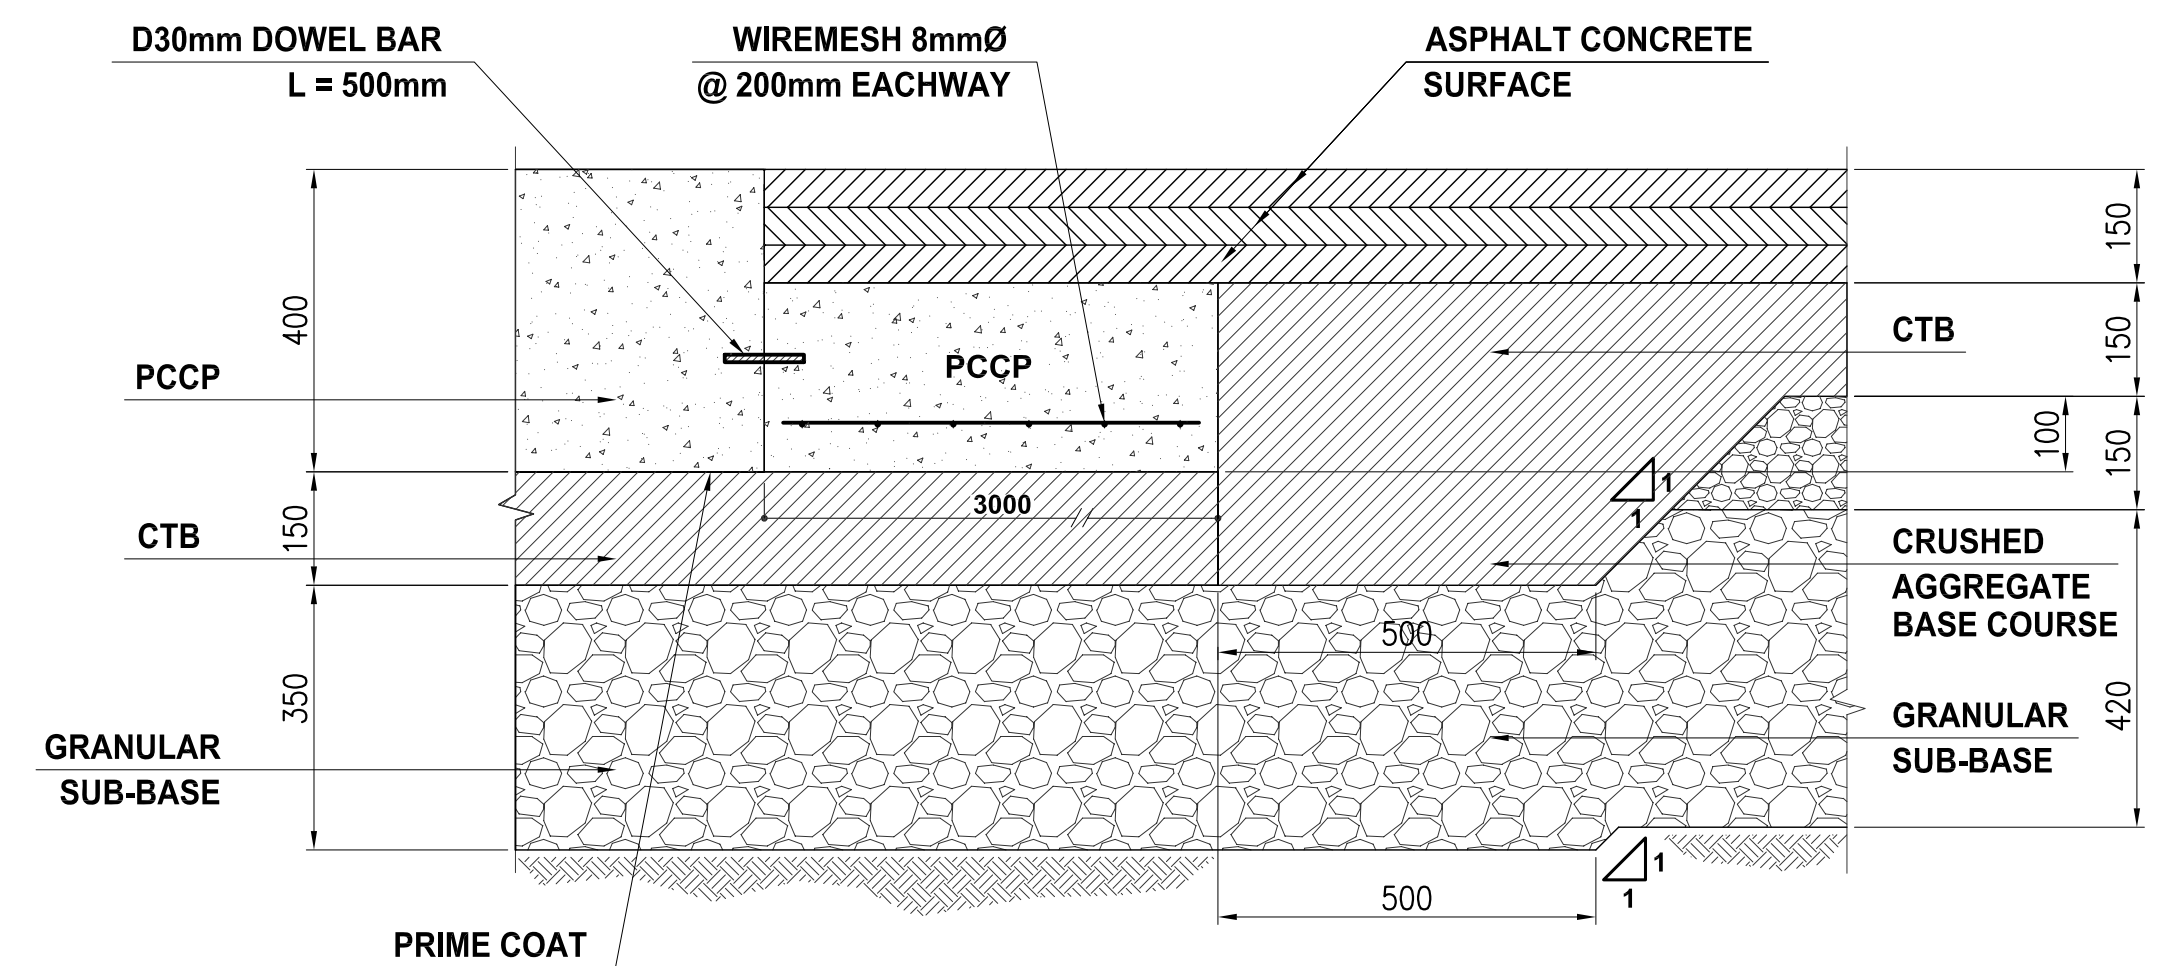 D30mm DOWEL BAR
L = 500mm
WIREMESH 8mmØ
@ 200mm EACHWAY
ASPHALT CONCRETE
SURFACE
400
150
350
PCCP
CTB
GRANULAR
SUB-BASE
PRIME COAT
PCCP
3000
500
500
1
1
1
1
150
150
100
150
420
CTB
CRUSHED
AGGREGATE
BASE COURSE
GRANULAR
SUB-BASE